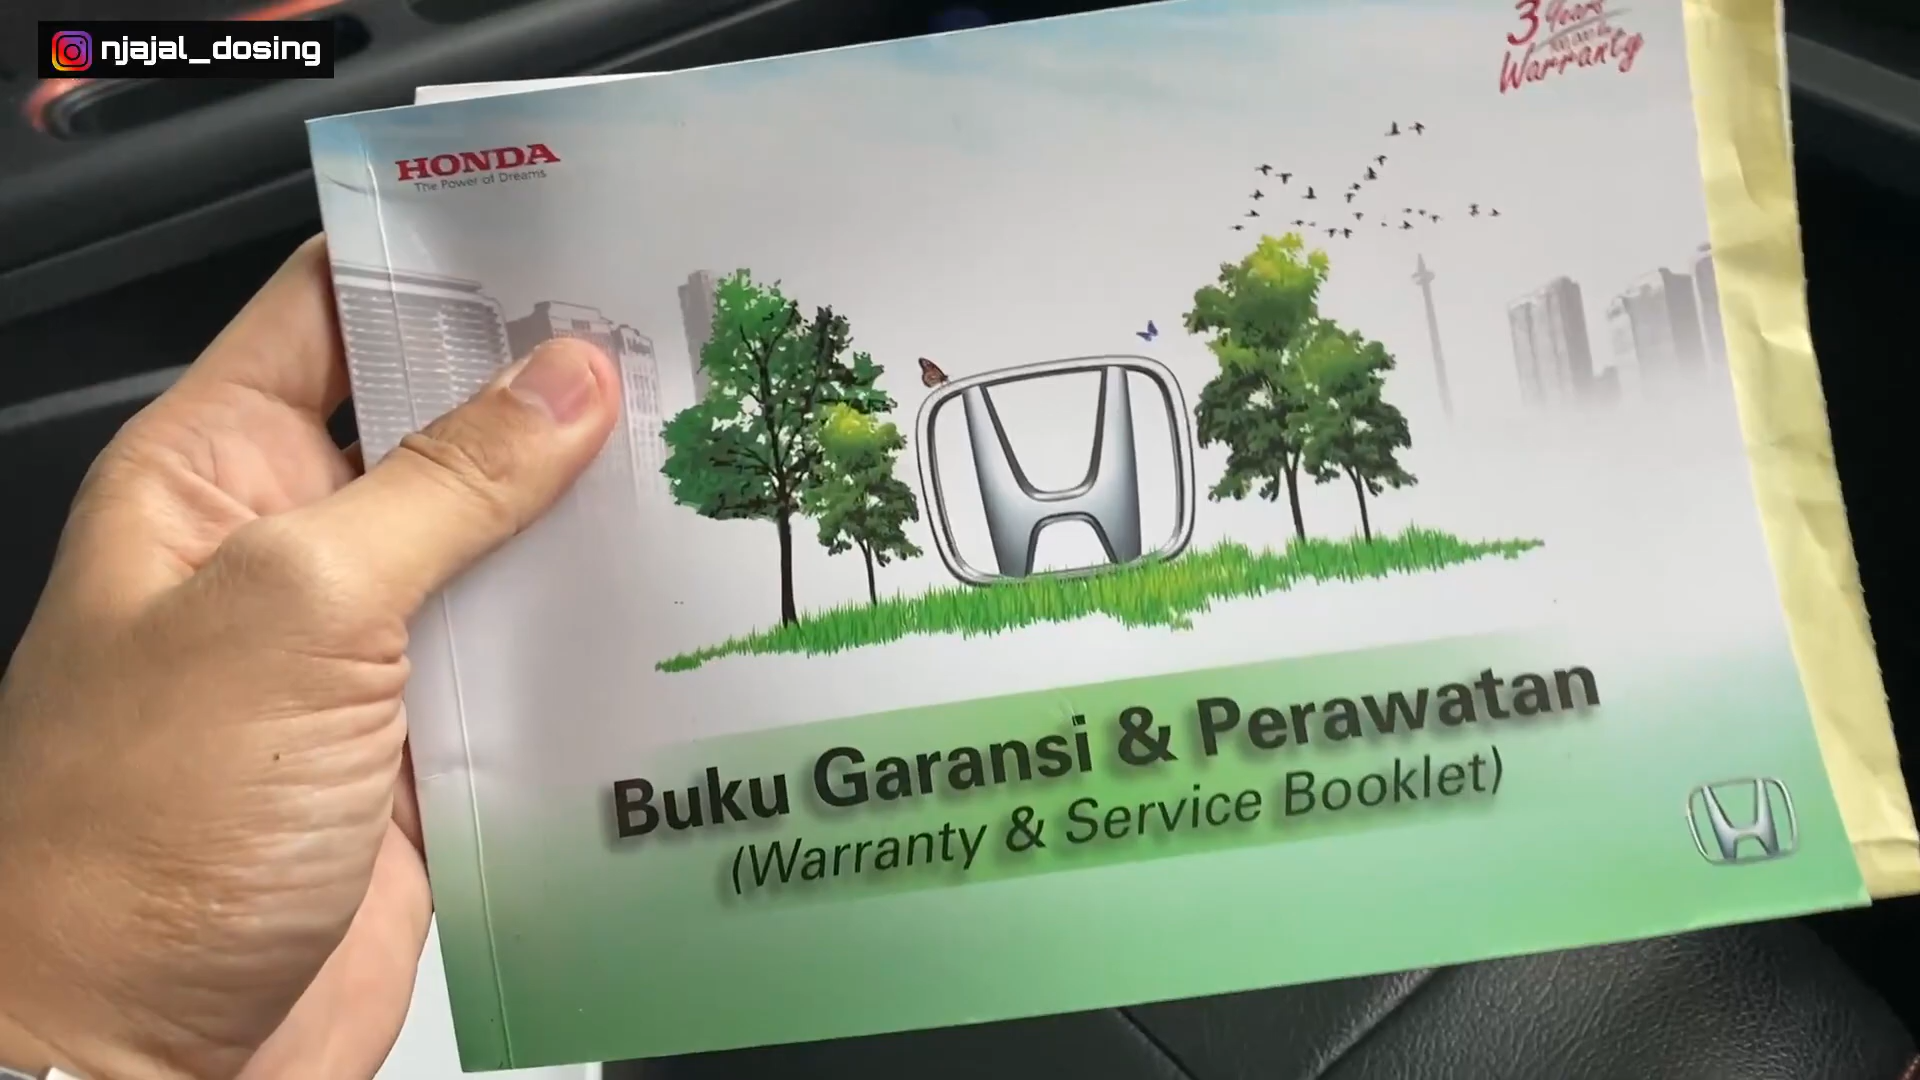 njajal_dosing
3 Years
Warranty
HONDA
The Power of Dreams
Buku Garansi & Perawatan
(Warranty & Service Booklet)